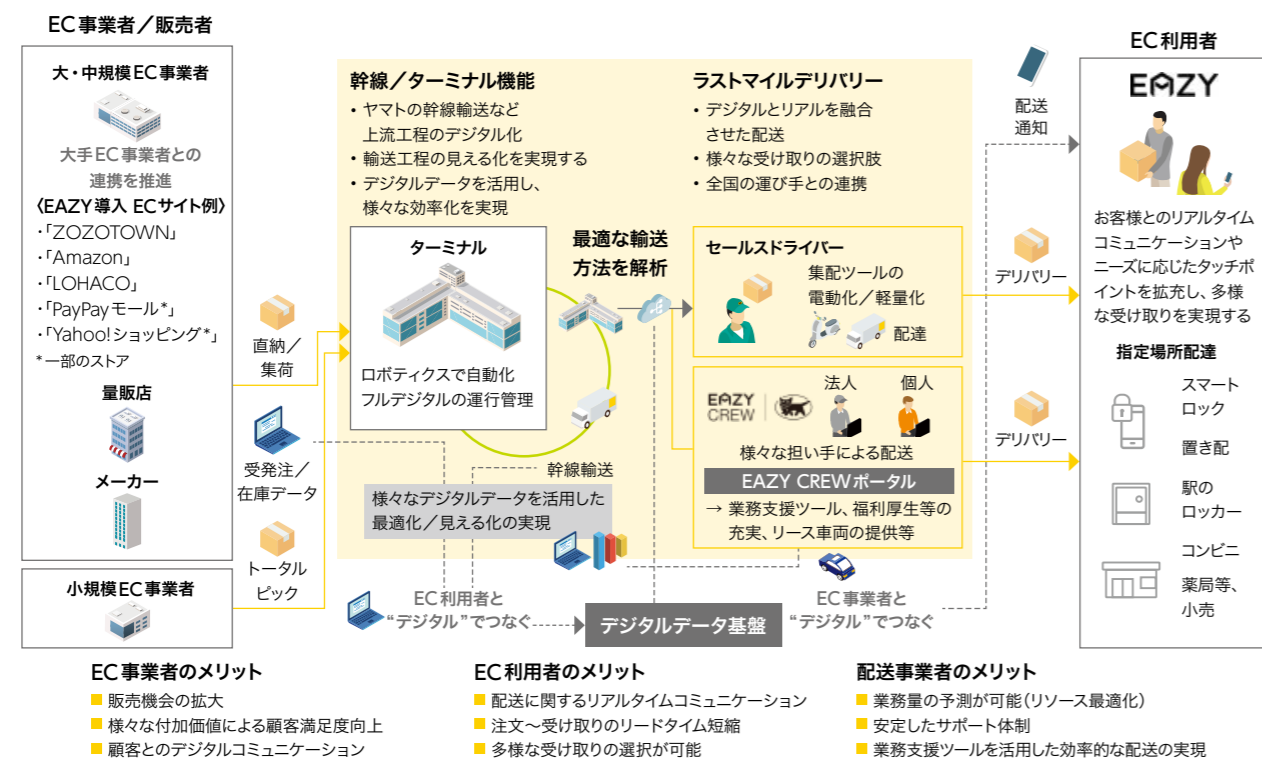 EC事業者／販売者
大・中規模EC事業者
大手EC事業者との
連携を推進
〈EAZY導入 ECサイト例〉
・「ZOZOTOWN」
・「Amazon」
・「LOHACO」
・「PayPayモール*」
・「Yahoo!ショッピング*」
*一部のストア
量販店
メーカー
小規模EC事業者
直納／
集荷
受発注／
在庫データ
トータル
ピック
幹線／ターミナル機能
• ヤマトの幹線輸送など
上流工程のデジタル化
• 輸送工程の見える化を実現する
• デジタルデータを活用し、
様々な効率化を実現
ターミナル
ロボティクスで自動化
フルデジタルの運行管理
最適な輸送
方法を解析
幹線輸送
様々なデジタルデータを活用した
最適化／見える化の実現
ラストマイルデリバリー
• デジタルとリアルを融合
させた配送
• 様々な受け取りの選択肢
• 全国の運び手との連携
セールスドライバー
集配ツールの
電動化／軽量化
配達
EAZY
CREW
法人
個人
様々な担い手による配送
EAZY CREWポータル
→ 業務支援ツール、福利厚生等の
充実、リース車両の提供等
EC利用者と
“デジタル”でつなぐ
デジタルデータ基盤
EC事業者と
“デジタル”でつなぐ
配送
通知
デリバリー
デリバリー
EC利用者
EAZY
お客様とのリアルタイム
コミュニケーションや
ニーズに応じたタッチポ
イントを拡充し、多様
な受け取りを実現する
指定場所配達
スマート
ロック
置き配
駅の
ロッカー
コンビニ
薬局等、
小売
EC事業者のメリット
■ 販売機会の拡大
■ 様々な付加価値による顧客満足度向上
■ 顧客とのデジタルコミュニケーション
EC利用者のメリット
■ 配送に関するリアルタイムコミュニケーション
■ 注文～受け取りのリードタイム短縮
■ 多様な受け取りの選択が可能
配送事業者のメリット
■ 業務量の予測が可能（リソース最適化）
■ 安定したサポート体制
■ 業務支援ツールを活用した効率的な配送の実現